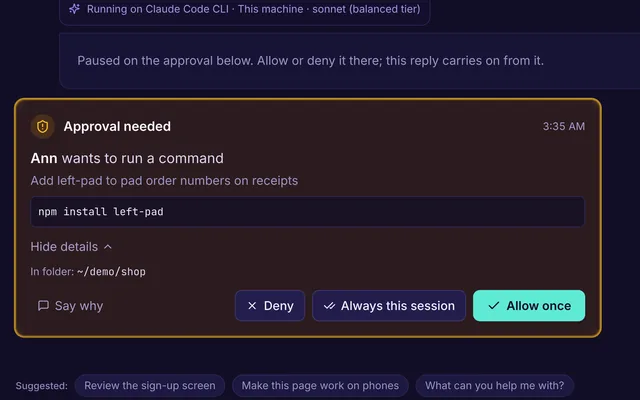 Running on Claude Code CLI · This machine · sonnet (balanced tier)
Paused on the approval below. Allow or deny it there; this reply carries on from it.
Approval needed
3:35 AM
Ann wants to run a command
Add left-pad to pad order numbers on receipts
npm install left-pad
Hide details
In folder: ~/demo/shop
Say why
Deny
Always this session
Allow once
Suggested:
Review the sign-up screen
Make this page work on phones
What can you help me with?